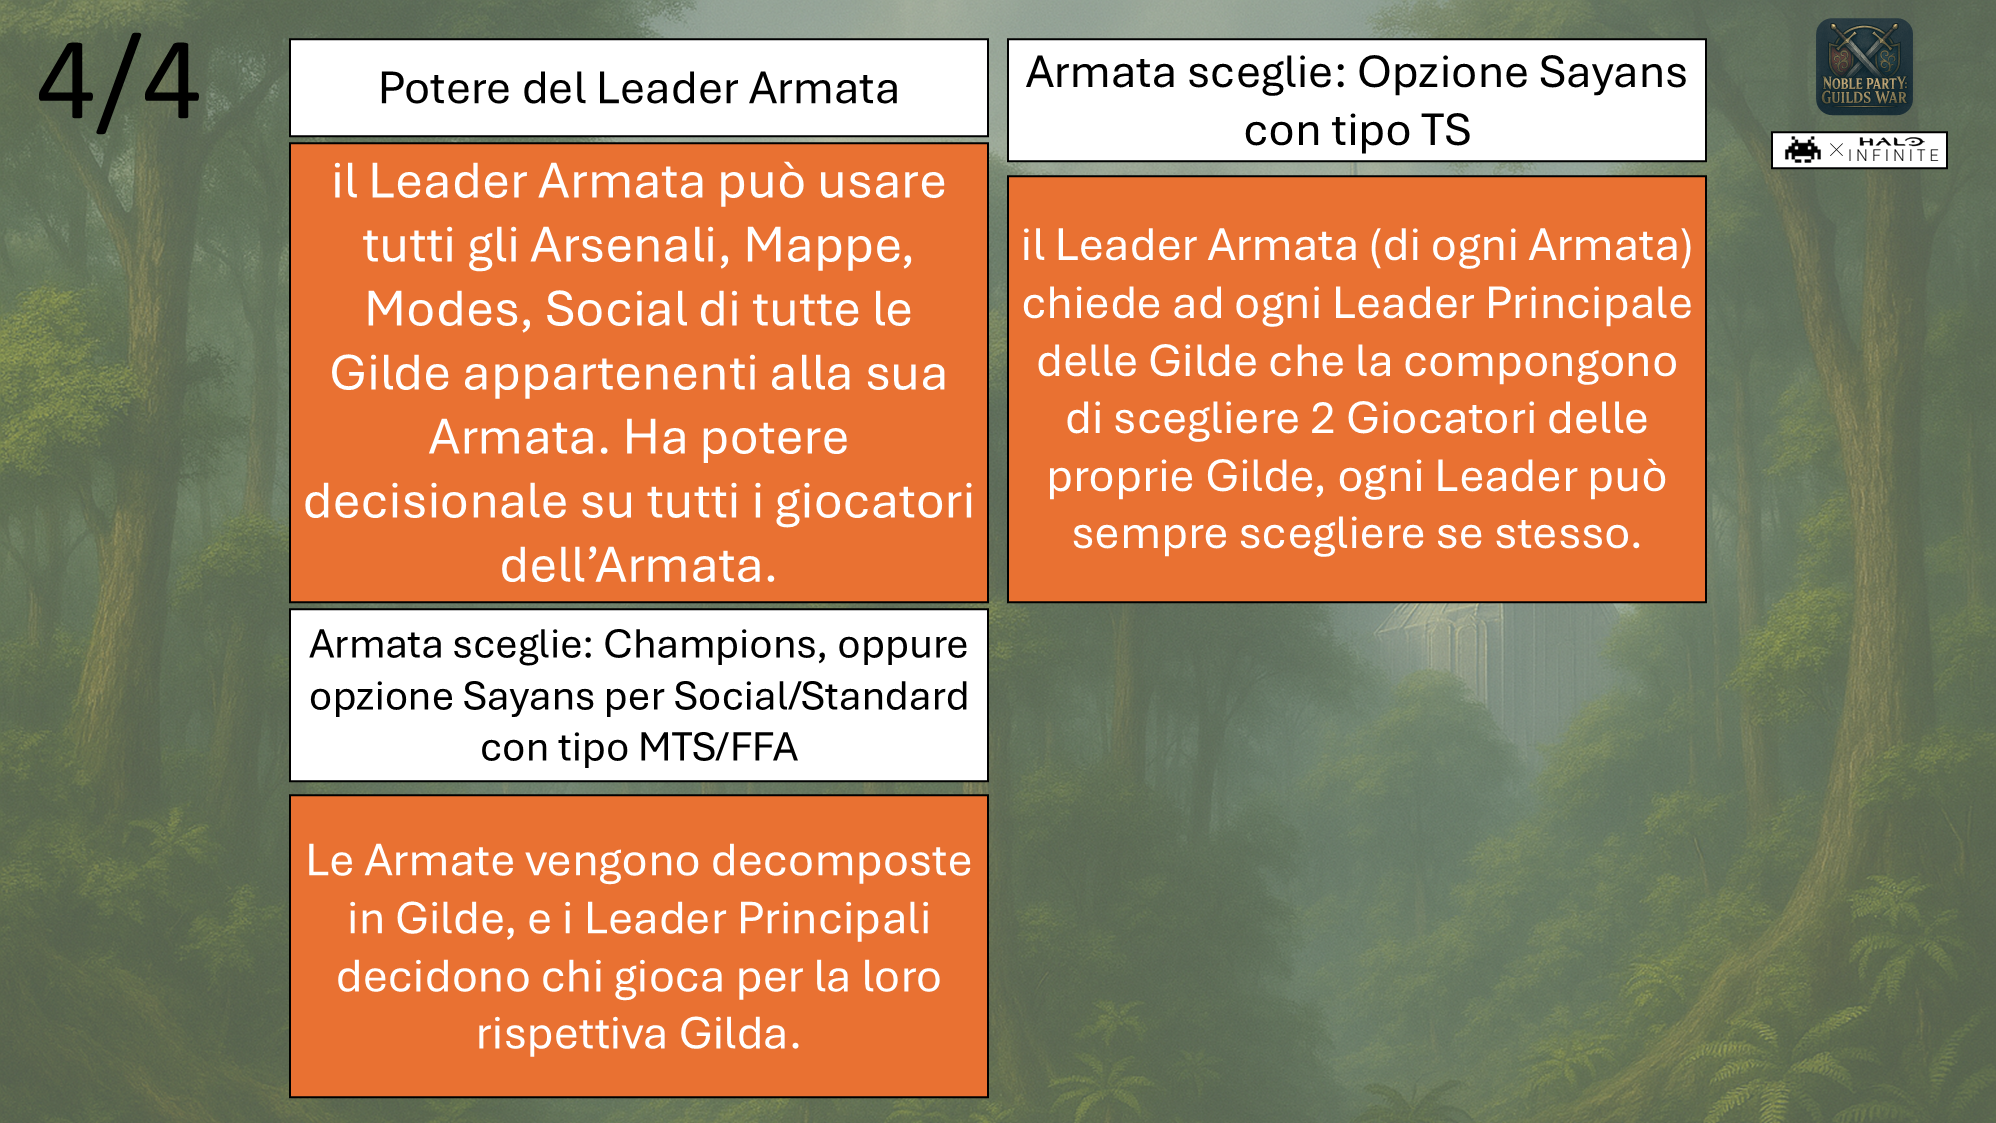 4/4
Potere del Leader Armata
il Leader Armata può usare
tutti gli Arsenali, Mappe,
Modes, Social di tutte le
Gilde appartenenti alla sua
Armata. Ha potere
decisionale su tutti i giocatori
dell’Armata.
Armata sceglie: Champions, oppure
opzione Sayans per Social/Standard
con tipo MTS/FFA
Le Armate vengono decomposte
in Gilde, e i Leader Principali
decidono chi gioca per la loro
rispettiva Gilda.
Armata sceglie: Opzione Sayans
con tipo TS
il Leader Armata (di ogni Armata)
chiede ad ogni Leader Principale
delle Gilde che la compongono
di scegliere 2 Giocatori delle
proprie Gilde, ogni Leader può
sempre scegliere se stesso.
NOBLE PARTY:
GUILDS WAR
HALO
× INFINITE